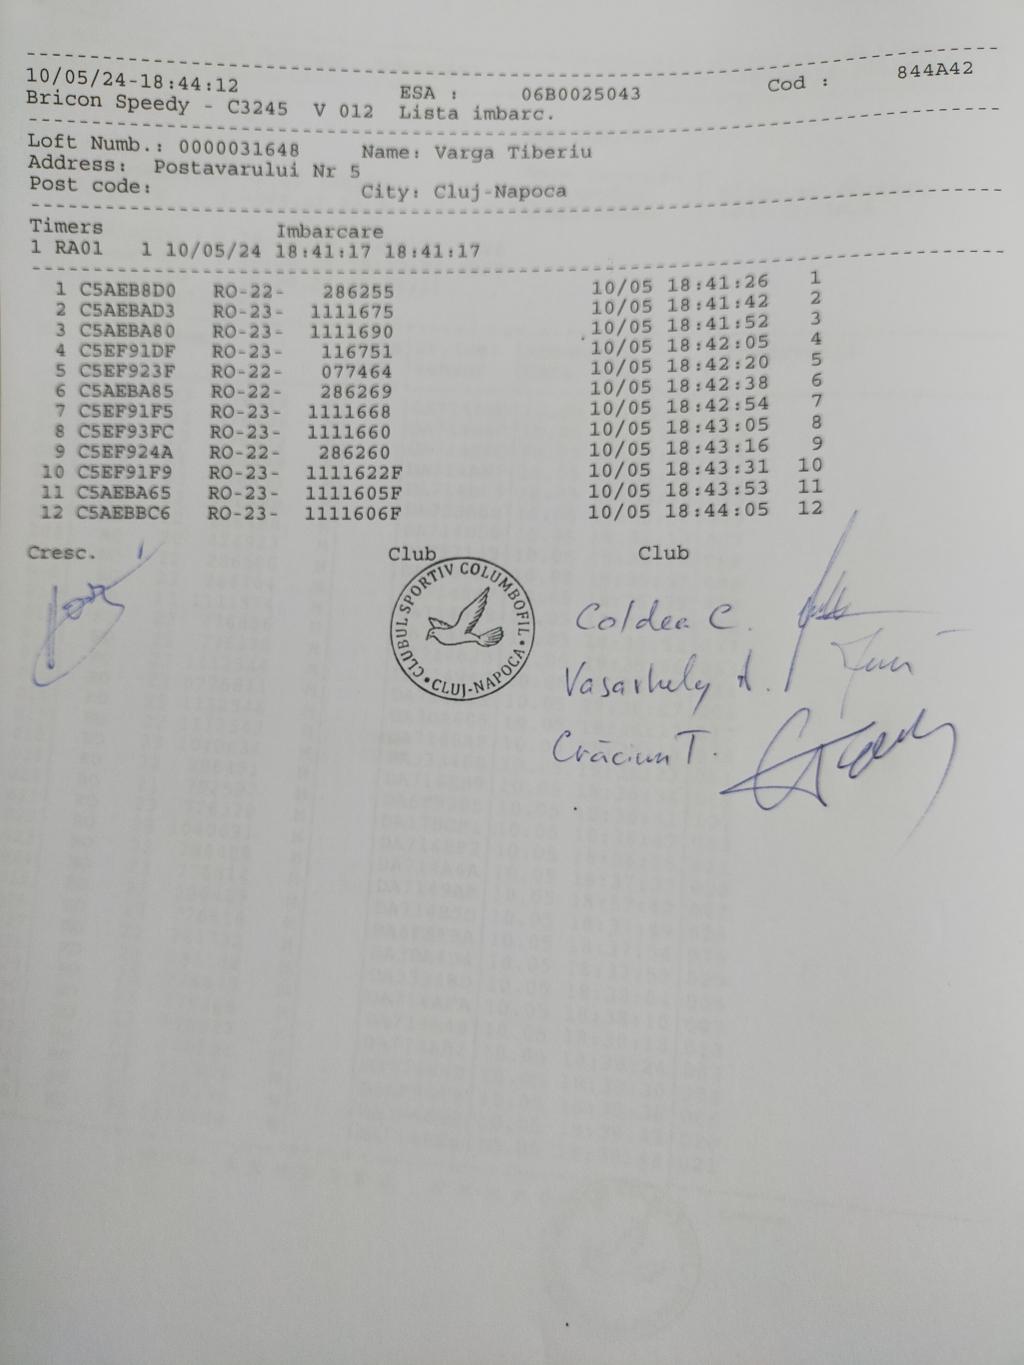 10/05/24-18:44:12 ESA : 06B0025043 Cod : 844A42
Bricon Speedy - C3245 V 012 Lista imbarc.
Loft Numb.: 0000031648 Name: Varga Tiberiu
Address: Postavarului Nr 5
Post code: City: Cluj-Napoca
Timers Imbarcare
1 RA01 1 10/05/24 18:41:17 18:41:17
1 C5AEB8D0 RO-22- 286255 10/05 18:41:26 1
2 C5AEBAD3 RO-23- 1111675 10/05 18:41:42 2
3 C5AEBA80 RO-23- 1111690 10/05 18:41:52 3
4 C5EF91DF RO-23- 116751 10/05 18:42:05 4
5 C5EF923F RO-22- 077464 10/05 18:42:20 5
6 C5AEBA85 RO-22- 286269 10/05 18:42:38 6
7 C5EF91F5 RO-23- 1111668 10/05 18:42:54 7
8 C5EF93FC RO-23- 1111660 10/05 18:43:05 8
9 C5EF924A RO-22- 286260 10/05 18:43:16 9
10 C5EF91F9 RO-23- 1111622F 10/05 18:43:31 10
11 C5AEBA65 RO-23- 1111605F 10/05 18:43:53 11
12 C5AEBBC6 RO-23- 1111606F 10/05 18:44:05 12
Cresc. Club Club
CLUBUL SPORTIV COLUMBOFIL
CLUJ-NAPOCA
Coldea C.
Vasarhely A.
Crăciun T.